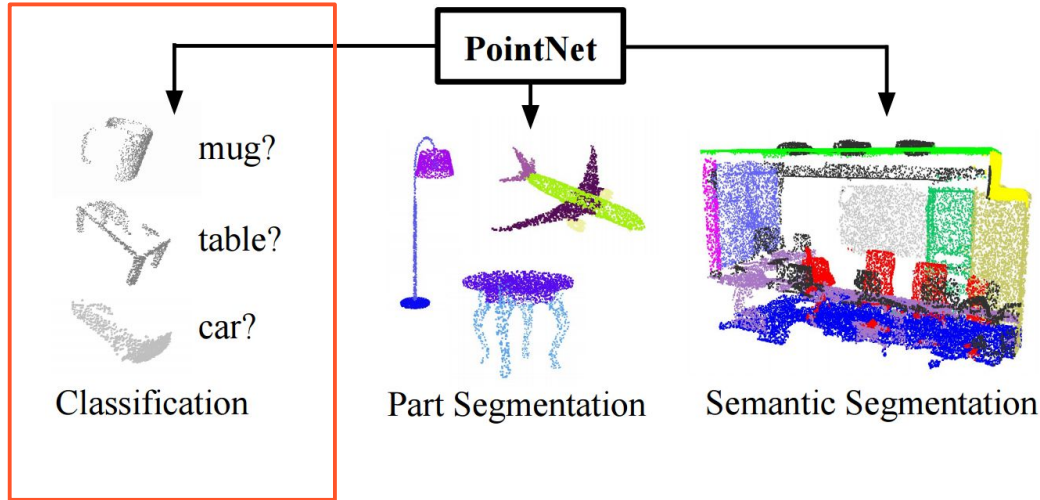 PointNet
mug?
table?
car?
Classification
Part Segmentation
Semantic Segmentation